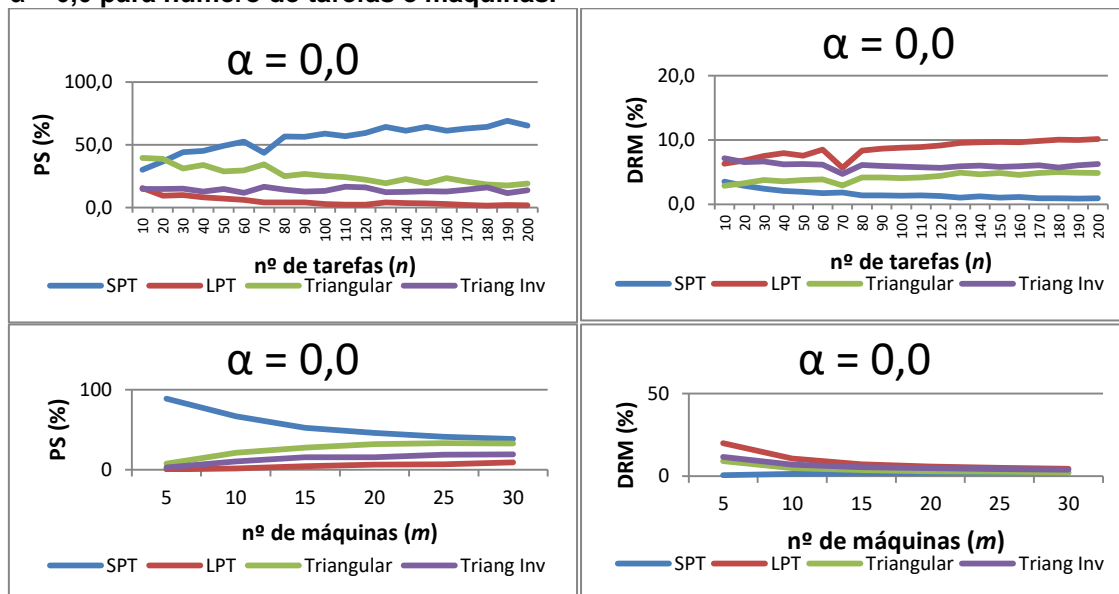 α = 0,0 para número de tarefas e máquinas.
α = 0,0
PS (%)
100,0
50,0
0,0
10 20 30 40 50 60 70 80 90 100 110 120 130 140 150 160 170 180 190 200
nº de tarefas (n)
SPT LPT Triangular Triang Inv
α = 0,0
DRM (%)
20,0
10,0
0,0
10 20 30 40 50 60 70 80 90 100 110 120 130 140 150 160 170 180 190 200
nº de tarefas (n)
SPT LPT Triangular Triang Inv
α = 0,0
PS (%)
100
0
5 10 15 20 25 30
nº de máquinas (m)
SPT LPT Triangular Triang Inv
α = 0,0
DRM (%)
50
0
5 10 15 20 25 30
nº de máquinas (m)
SPT LPT Triangular Triang Inv